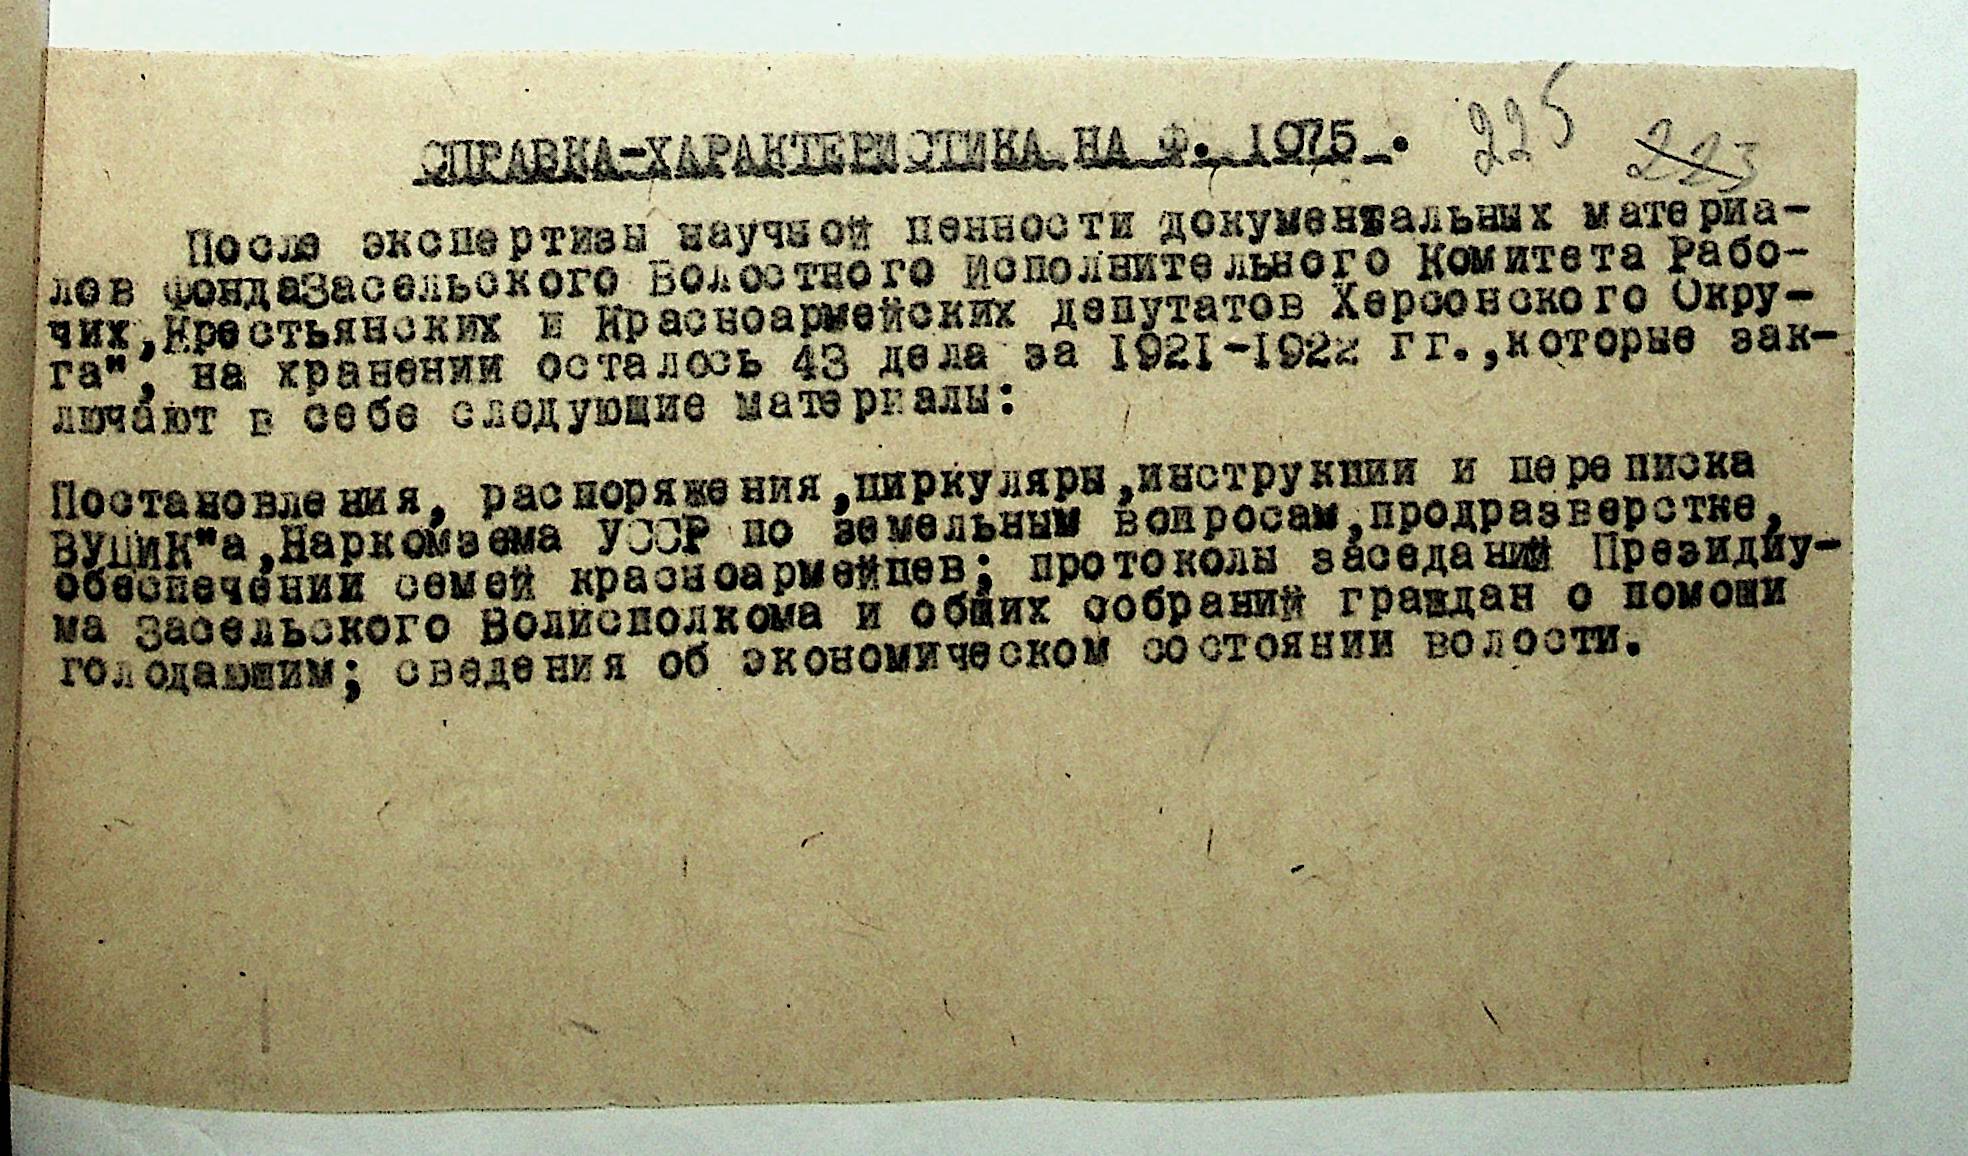 СПРАВКА-ХАРАКТЕРИСТИКА НА Ф. 1075 .
225
223
После экспертизы научной ценности документальных материа-
лов фондаЗасельского Волостного Исполнительного Комитета Рабо-
чих,Крестьянских и Красноармейских депутатов Херсонского Окру-
га", на хранении осталось 43 дела за 1921-1922 гг.,которые зак-
лючают в себе следующие материалы:
Постановления, распоряжения,циркуляры,инструкции и переписка
ВУЦИК"а,Наркомзема УССР по земельным вопросам,продразверстке,
обеспечении семей красноармейцев; протоколы заседаний Президиу-
ма Засельского Волисполкома и общих собраний граждан о помощи
голодающим; сведения об экономическом состоянии волости.